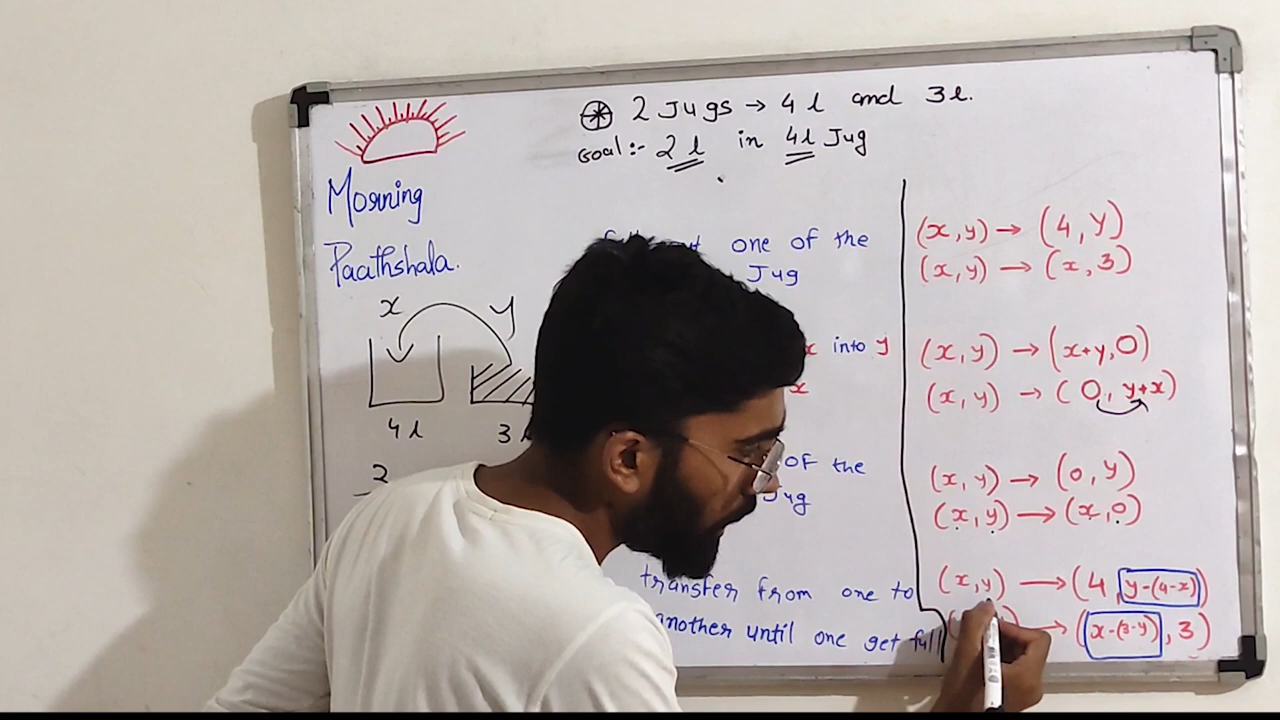 2 Jugs → 4 l and 3 l.
Goal:- 2 l in 4 l Jug
Morning
Paathshala.
x y
4 l 3 l
one of the
Jug
x into y
x
of the
Jug
transfer from one to
another until one get full
(x, y) → (4, y)
(x, y) → (x, 3)
(x, y) → (x+y, 0)
(x, y) → (0, y+x)
(x, y) → (0, y)
(x, y) → (x, 0)
(x, y) → (4, y-(4-x))
→ (x-(3-y), 3)